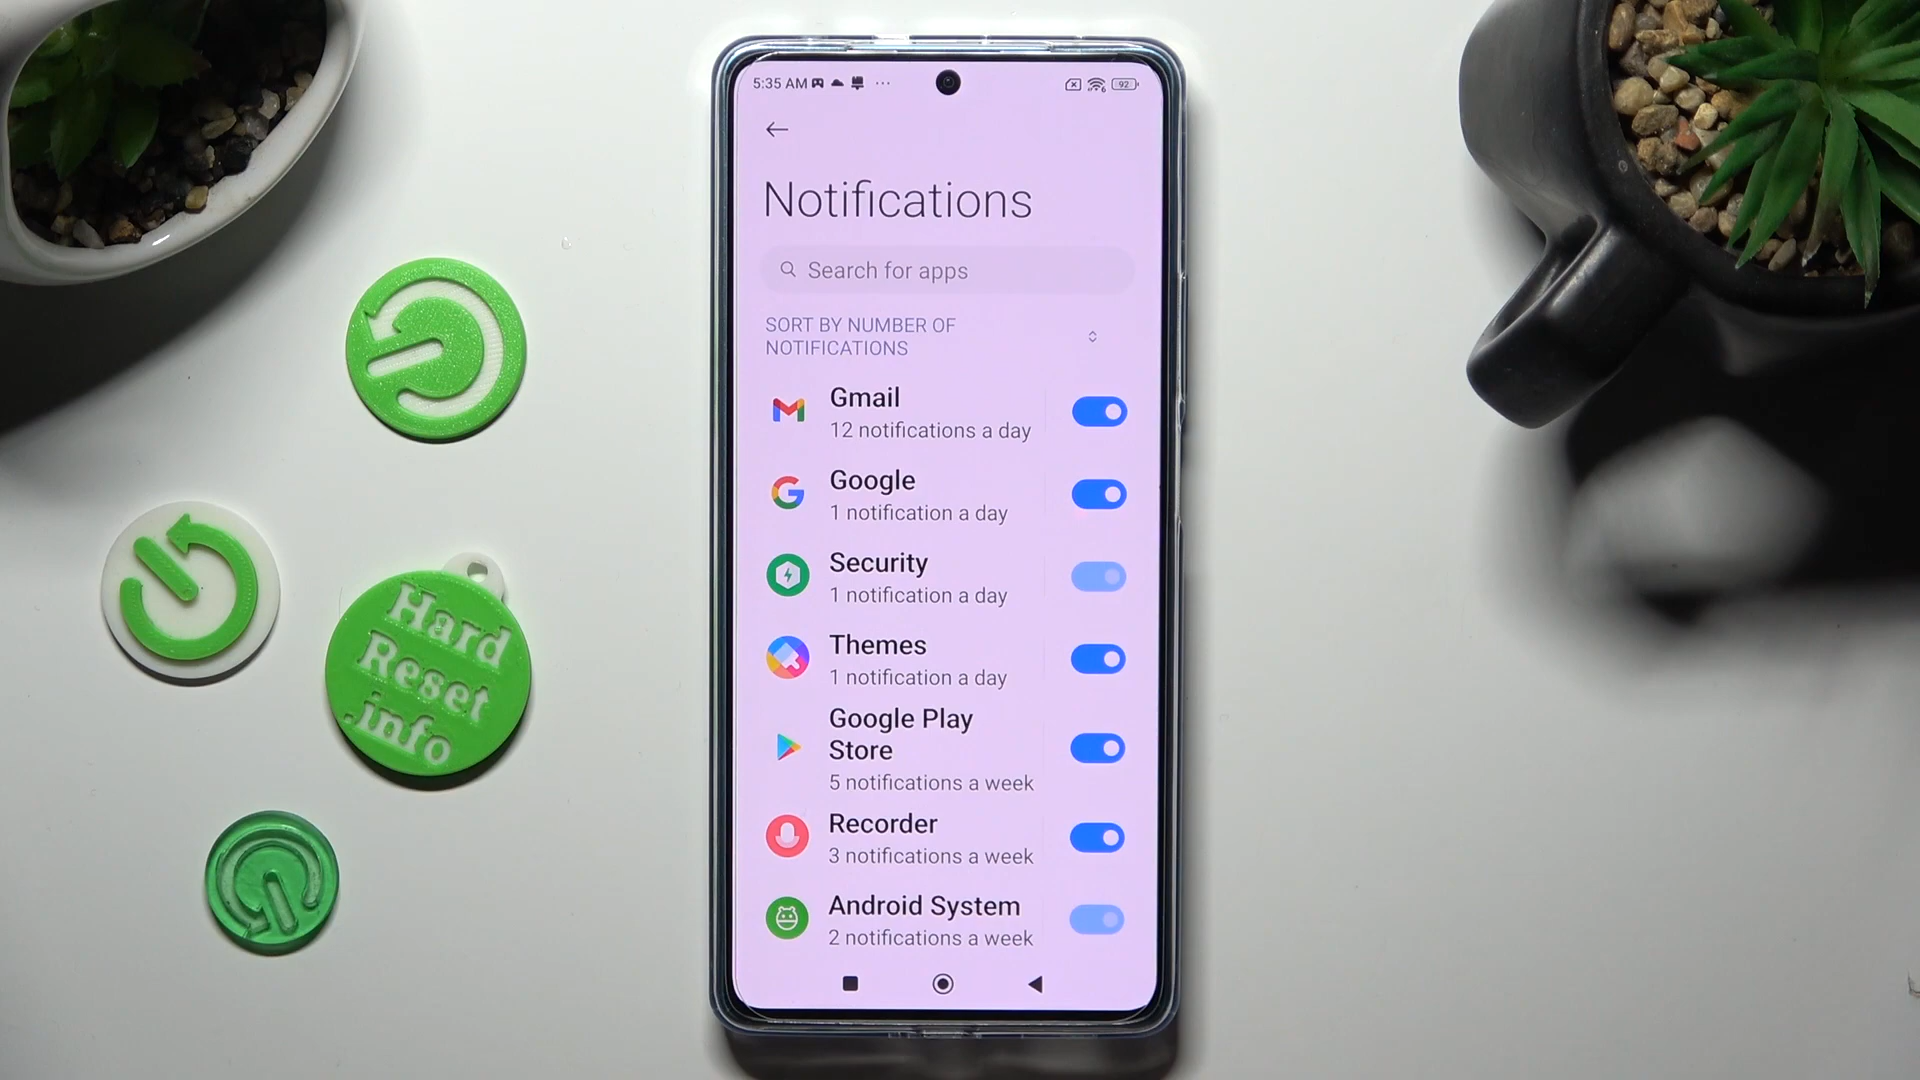 5:35 AM
92
Notifications
Search for apps
SORT BY NUMBER OF
NOTIFICATIONS
Gmail
12 notifications a day
Google
1 notification a day
Security
1 notification a day
Themes
1 notification a day
Google Play
Store
5 notifications a week
Recorder
3 notifications a week
Android System
2 notifications a week
Hard
Reset
.info